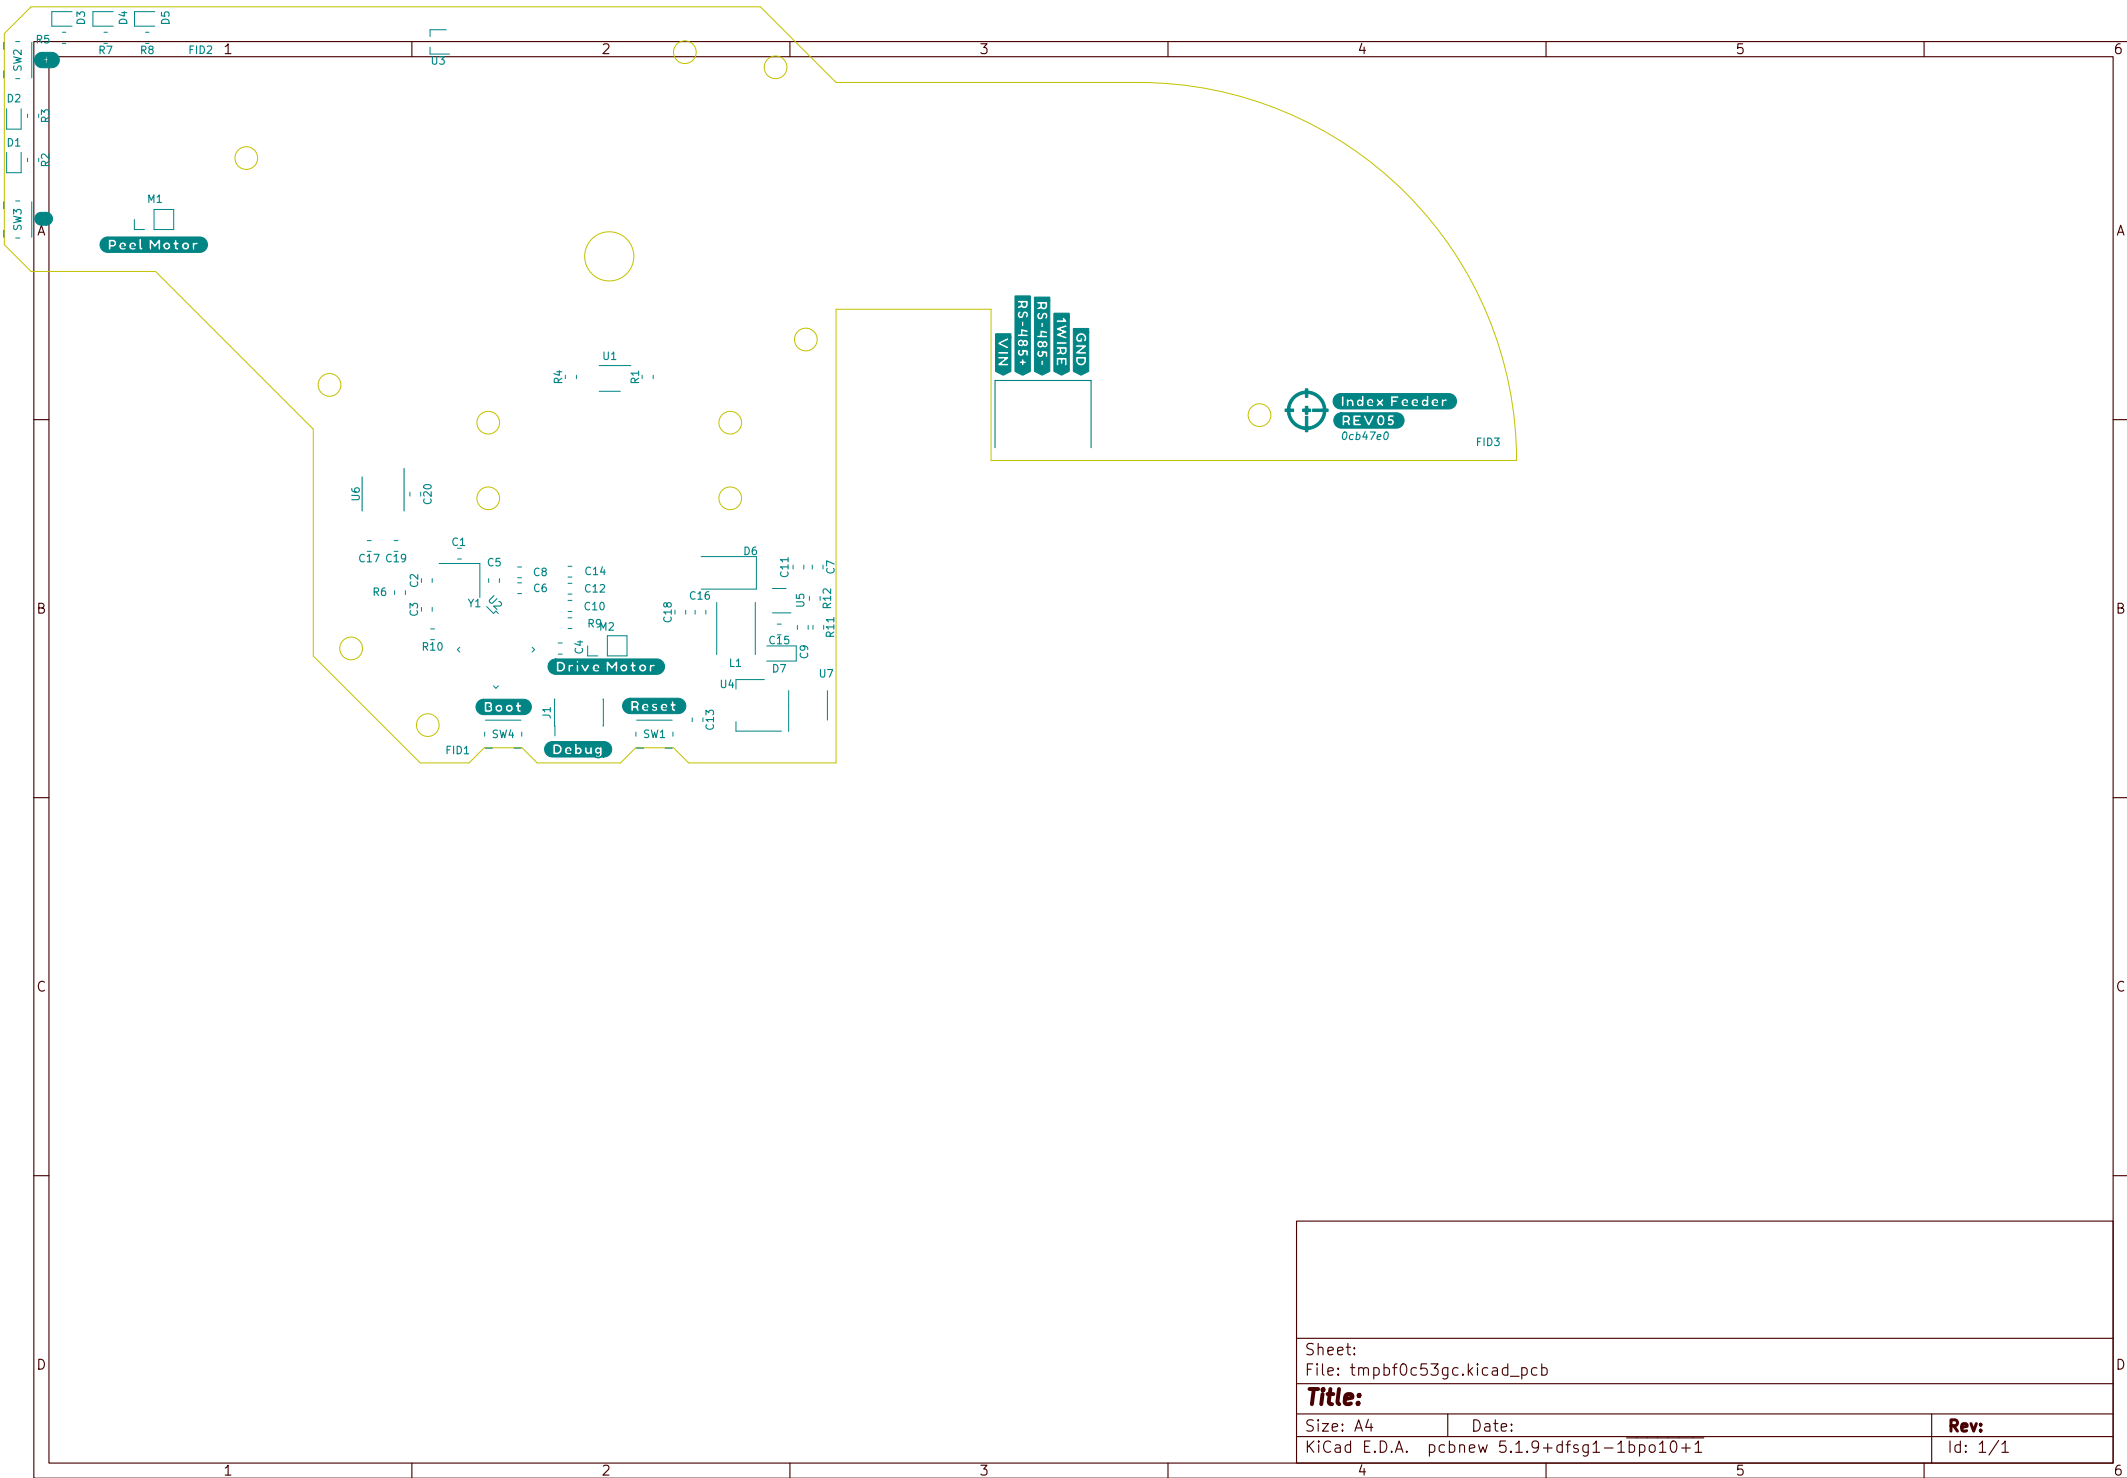 D3
D4
D5
R5
R7
R8
FID2
1
2
3
4
5
6
SW2
+
U3
D2
R3
D1
R2
M1
SW3
A
A
Peel Motor
VIN
RS-485+
RS-485-
1WIRE
GND
U1
R4
R1
Index Feeder
REV05
0cb47e0
FID3
U6
C20
C1
C17
C19
C5
C8
C14
D6
C11
C7
C2
C6
C12
R6
C3
Y1
U2
C10
C16
C18
U5
R12
B
B
R9
M2
R11
R10
C4
C15
C9
Drive Motor
L1
D7
U7
U4
Boot
J1
Reset
C13
SW4
SW1
FID1
Debug
C
C
D
D
Sheet:
File: tmpbf0c53gc.kicad_pcb
Title:
Size: A4
Date:
Rev:
KiCad E.D.A. pcbnew 5.1.9+dfsg1-1bpo10+1
Id: 1/1
1
2
3
4
5
6